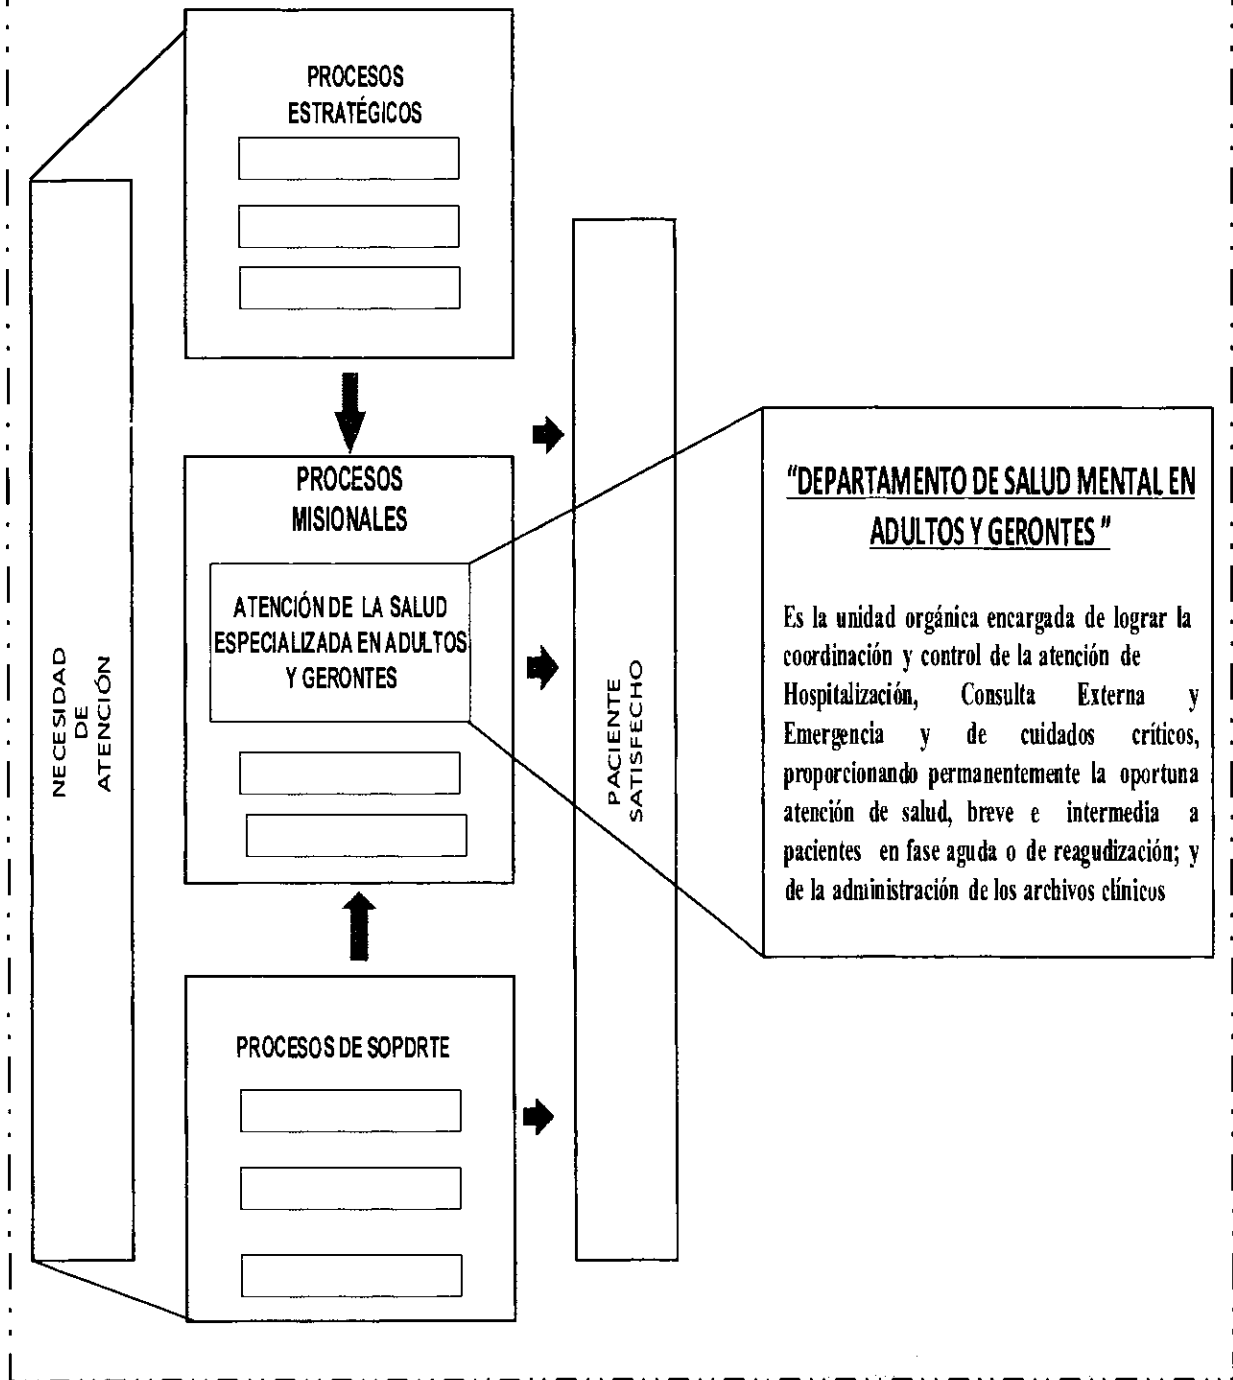 PROCESOS
ESTRATÉGICOS
NECESIDAD
DE
ATENCIÓN
PROCESOS
MISIONALES
ATENCIÓN DE LA SALUD
ESPECIALIZADA EN ADULTOS
Y GERONTES
PACIENTE
SATISFECHO
"DEPARTAMENTO DE SALUD MENTAL EN
ADULTOS Y GERONTES "
Es la unidad orgánica encargada de lograr la
coordinación y control de la atención de
Hospitalización, Consulta Externa y
Emergencia y de cuidados críticos,
proporcionando permanentemente la oportuna
atención de salud, breve e intermedia a
pacientes en fase aguda o de reagudización; y
de la administración de los archivos clínicos
PROCESOS DE SOPDRTE